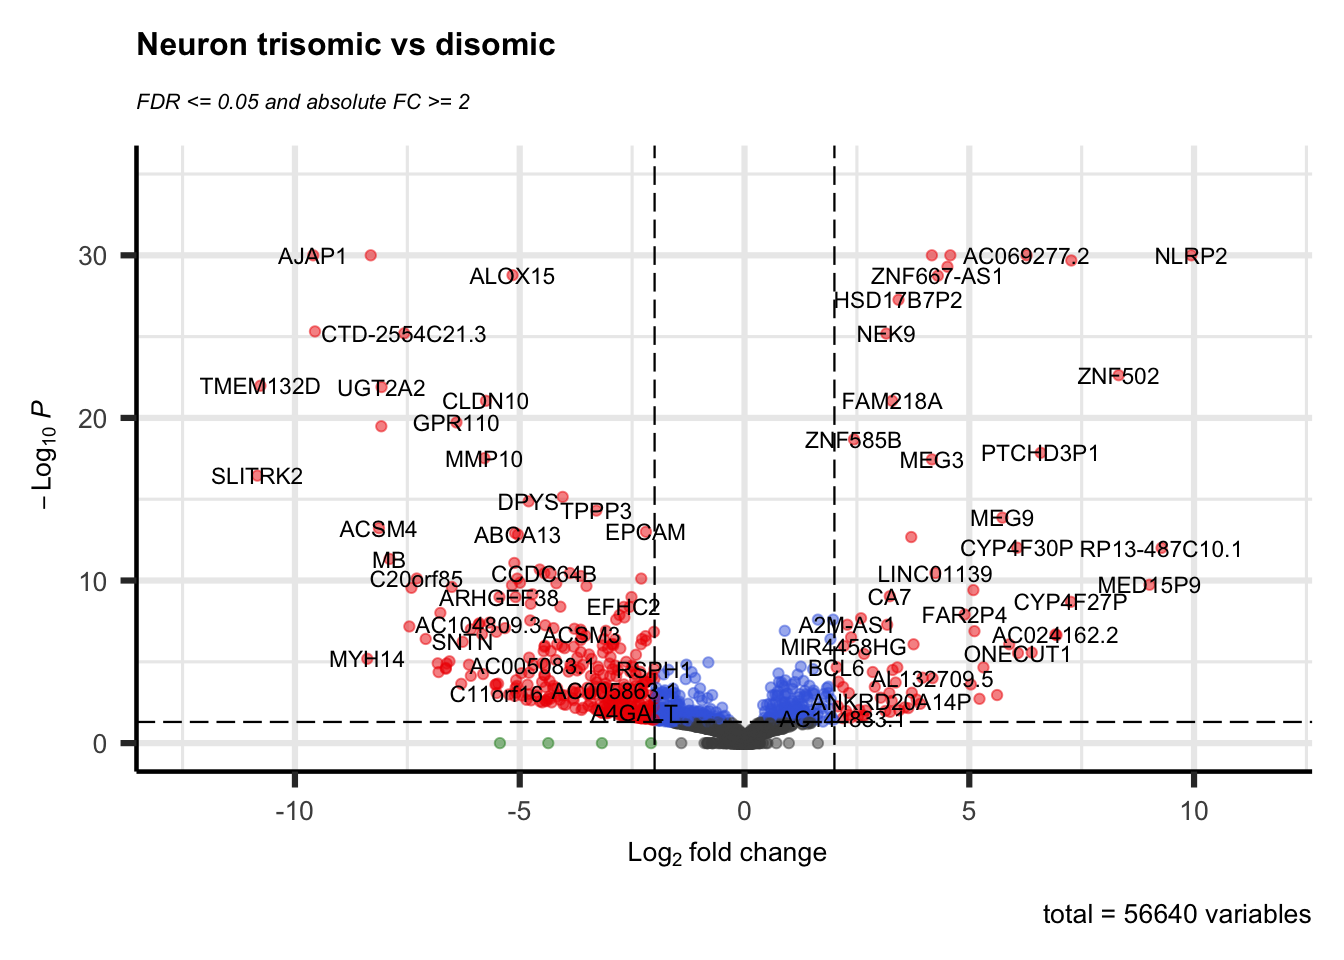 Neuron trisomic vs disomic
FDR <= 0.05 and absolute FC >= 2
30
20
10
0
− Log10 P
AJAP1
AC069277.2
NLRP2
ALOX15
ZNF667-AS1
HSD17B7P2
CTD-2554C21.3
NEK9
ZNF502
TMEM132D
UGT2A2
CLDN10
FAM218A
GPR110
ZNF585B
MMP10
MEG3
PTCHD3P1
SLITRK2
DPYS
TPPP3
MEG9
ACSM4
ABCA13
EPCAM
CYP4F30P
RP13-487C10.1
MB
C20orf85
CCDC64B
LINC01139
MED15P9
ARHGEF38
EFHC2
CA7
CYP4F27P
FAR2P4
AC104809.3
A2M-AS1
SNTN
ACSM3
AC024162.2
MIR4458HG
MYH14
ONECUT1
AC005083.1
RSPH1
BCL6
AL132709.5
C11orf16
AC005863.1
ANKRD20A14P
A4GALT
AC144833.1
-10
-5
0
5
10
Log2 fold change
total = 56640 variables